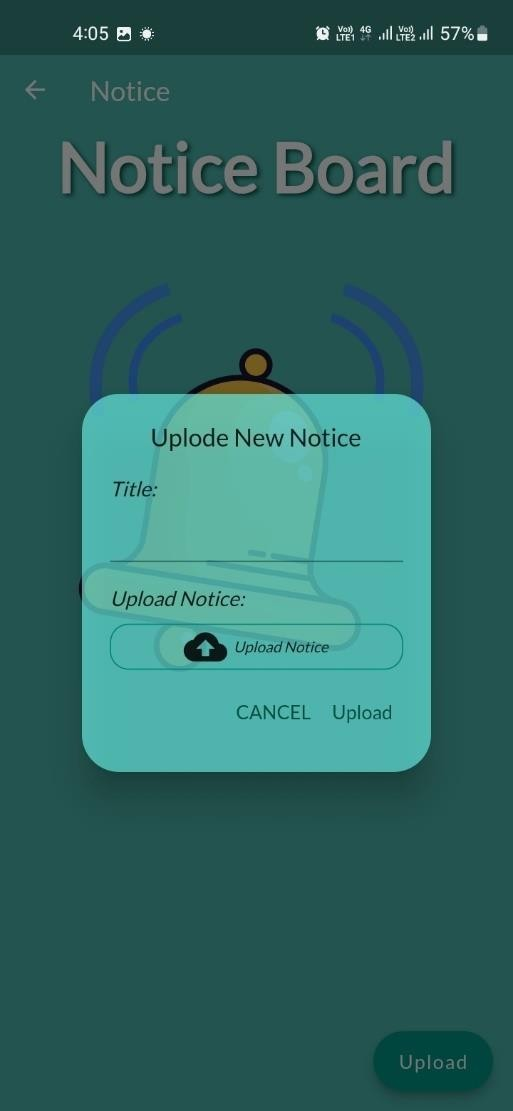 4:05 Vo)) LTE1 4G Vo)) LTE2 57%
Notice
Notice Board
Uplode New Notice
Title:
Upload Notice:
Upload Notice
CANCEL Upload
Upload